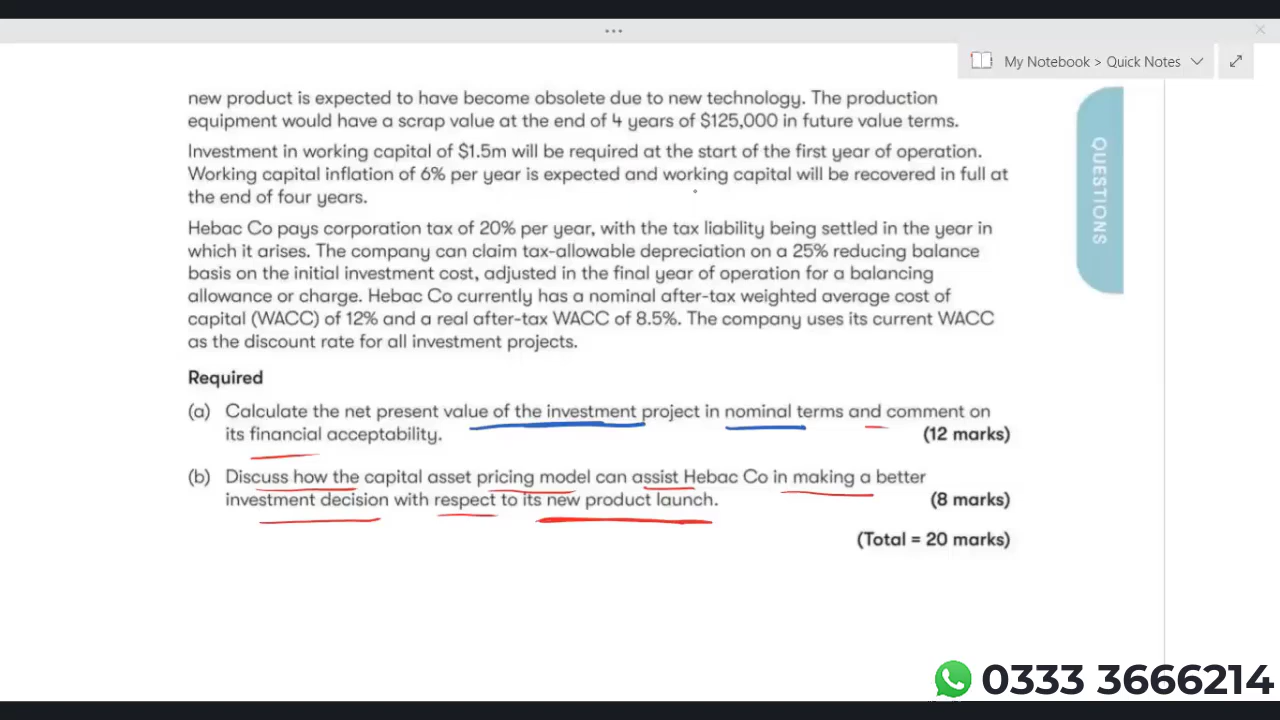 My Notebook > Quick Notes
new product is expected to have become obsolete due to new technology. The production
equipment would have a scrap value at the end of 4 years of $125,000 in future value terms.
Investment in working capital of $1.5m will be required at the start of the first year of operation.
Working capital inflation of 6% per year is expected and working capital will be recovered in full at
the end of four years.
Hebac Co pays corporation tax of 20% per year, with the tax liability being settled in the year in
which it arises. The company can claim tax-allowable depreciation on a 25% reducing balance
basis on the initial investment cost, adjusted in the final year of operation for a balancing
allowance or charge. Hebac Co currently has a nominal after-tax weighted average cost of
capital (WACC) of 12% and a real after-tax WACC of 8.5%. The company uses its current WACC
as the discount rate for all investment projects.
Required
(a) Calculate the net present value of the investment project in nominal terms and comment on
its financial acceptability. (12 marks)
(b) Discuss how the capital asset pricing model can assist Hebac Co in making a better
investment decision with respect to its new product launch. (8 marks)
(Total = 20 marks)
QUESTIONS
0333 3666214